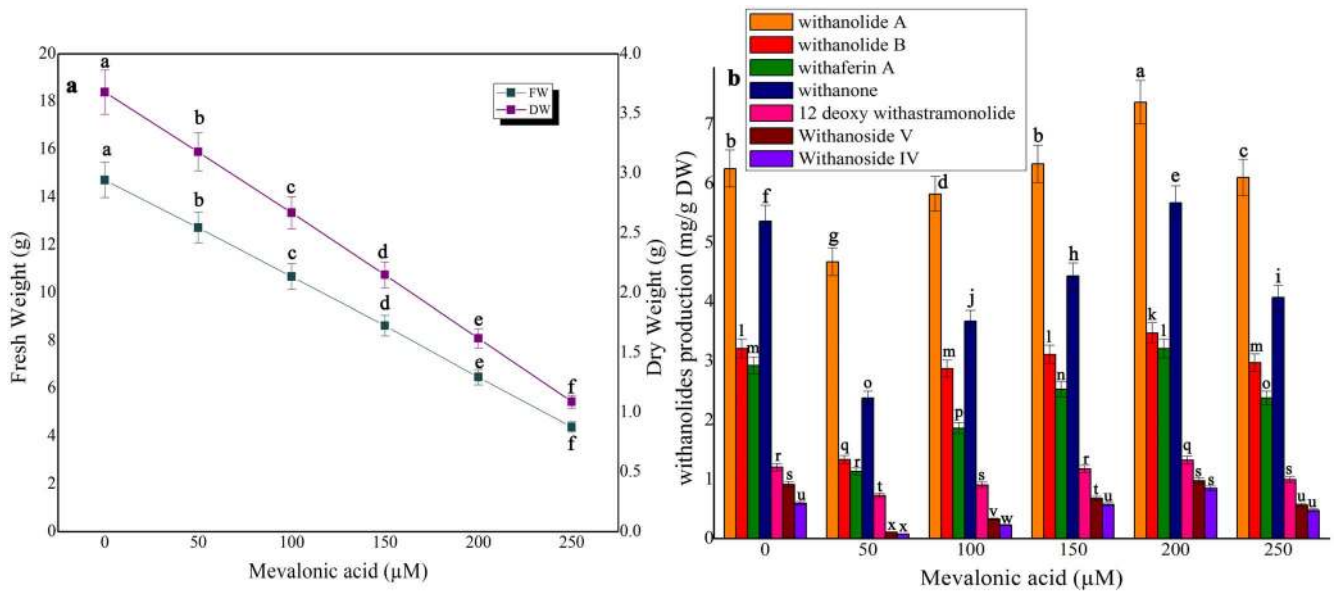 a
20
18
16
14
12
10
8
6
4
2
0
Fresh Weight (g)
4.0
3.5
3.0
2.5
2.0
1.5
1.0
0.5
0.0
Dry Weight (g)
FW
DW
a
b
c
d
e
f
a
b
c
d
e
f
0 50 100 150 200 250
Mevalonic acid (µM)
b
withanolide A
withanolide B
withaferin A
withanone
12 deoxy withastramonolide
Withanoside V
Withanoside IV
withanolides production (mg/g DW)
7
6
5
4
3
2
1
0
b l m f r s u
g q r o t x x
d m p j s v w
b l n h r t u
a k l e q s s
c m o i s u u
0 50 100 150 200 250
Mevalonic acid (µM)